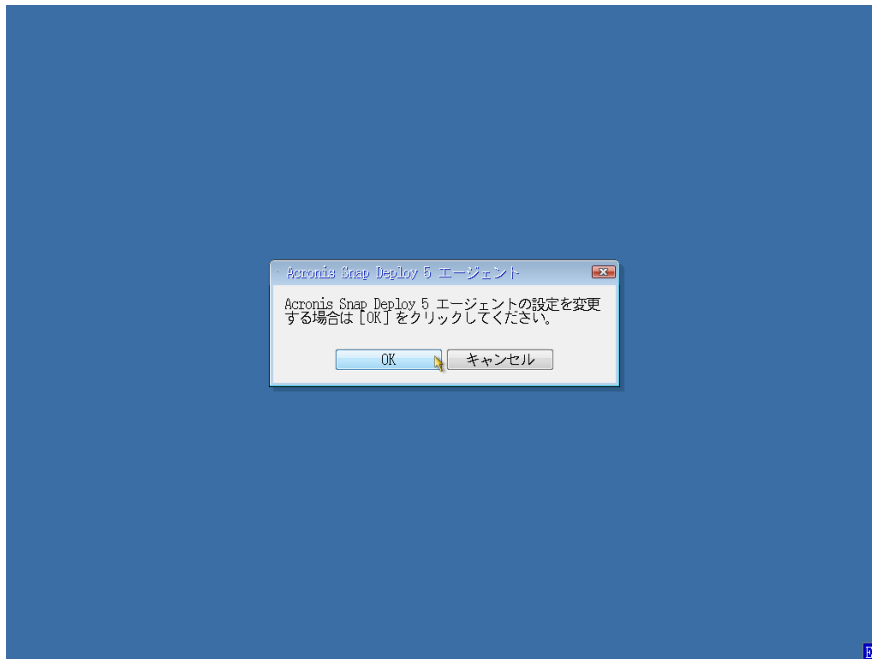 Acronis Snap Deploy 5 エージェント
Acronis Snap Deploy 5 エージェントの設定を変更
する場合は [OK] をクリックしてください。
OK
キャンセル
E